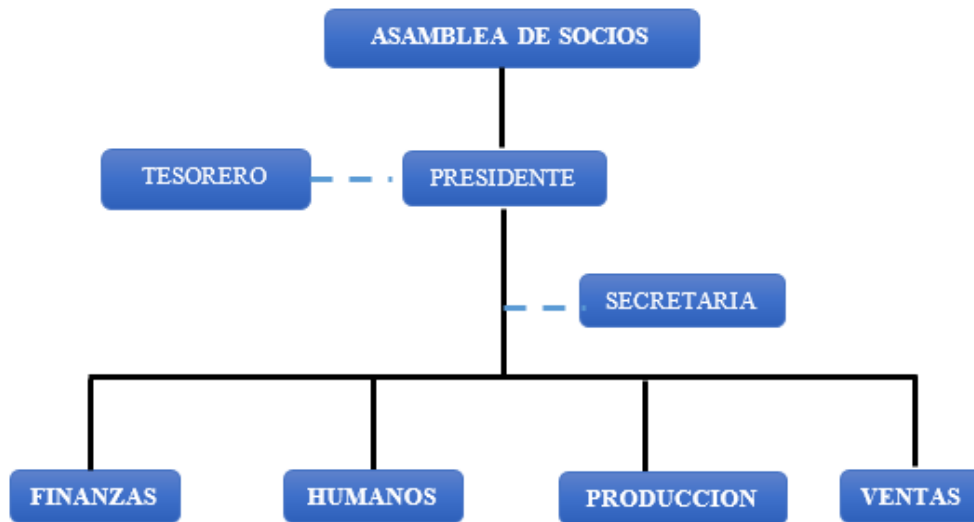 ASAMBLEA DE SOCIOS
TESORERO
PRESIDENTE
SECRETARIA
FINANZAS
HUMANOS
PRODUCCION
VENTAS